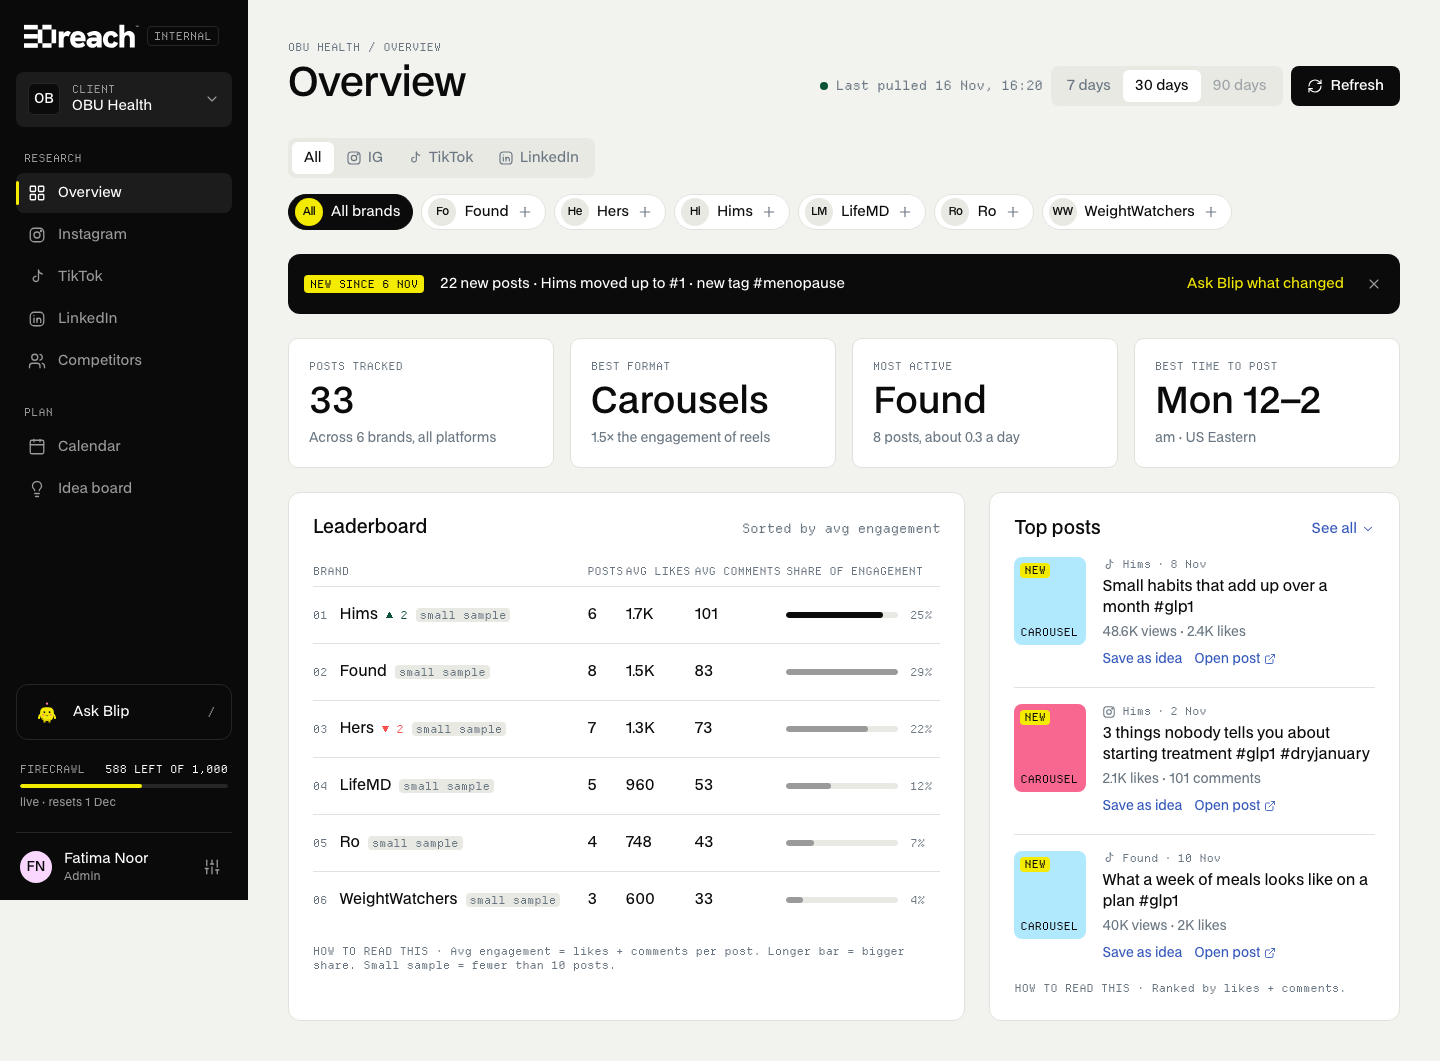 reach
INTERNAL
OB
CLIENT
OBU Health
RESEARCH
Overview
Instagram
TikTok
LinkedIn
Competitors
PLAN
Calendar
Idea board
Ask Blip /
FIRECRAWL 588 LEFT OF 1,000
live · resets 1 Dec
FN
Fatima Noor
Admin
OBU HEALTH / OVERVIEW
Overview
Last pulled 16 Nov, 16:20
7 days 30 days 90 days
Refresh
All IG TikTok LinkedIn
All All brands Fo Found + He Hers + Hi Hims + LM LifeMD + Ro Ro + WW WeightWatchers +
NEW SINCE 6 NOV 22 new posts · Hims moved up to #1 · new tag #menopause Ask Blip what changed ×
POSTS TRACKED
33
Across 6 brands, all platforms
BEST FORMAT
Carousels
1.5× the engagement of reels
MOST ACTIVE
Found
8 posts, about 0.3 a day
BEST TIME TO POST
Mon 12–2
am · US Eastern
Leaderboard
Sorted by avg engagement
BRAND POSTS AVG LIKES AVG COMMENTS SHARE OF ENGAGEMENT
01 Hims ▲ 2 small sample 6 1.7K 101 25%
02 Found small sample 8 1.5K 83 29%
03 Hers ▼ 2 small sample 7 1.3K 73 22%
04 LifeMD small sample 5 960 53 12%
05 Ro small sample 4 748 43 7%
06 WeightWatchers small sample 3 600 33 4%
HOW TO READ THIS · Avg engagement = likes + comments per post. Longer bar = bigger
share. Small sample = fewer than 10 posts.
Top posts
See all
NEW
CAROUSEL
Hims · 8 Nov
Small habits that add up over a
month #glp1
48.6K views · 2.4K likes
Save as idea Open post
NEW
CAROUSEL
Hims · 2 Nov
3 things nobody tells you about
starting treatment #glp1 #dryjanuary
2.1K likes · 101 comments
Save as idea Open post
NEW
CAROUSEL
Found · 10 Nov
What a week of meals looks like on a
plan #glp1
40K views · 2K likes
Save as idea Open post
HOW TO READ THIS · Ranked by likes + comments.